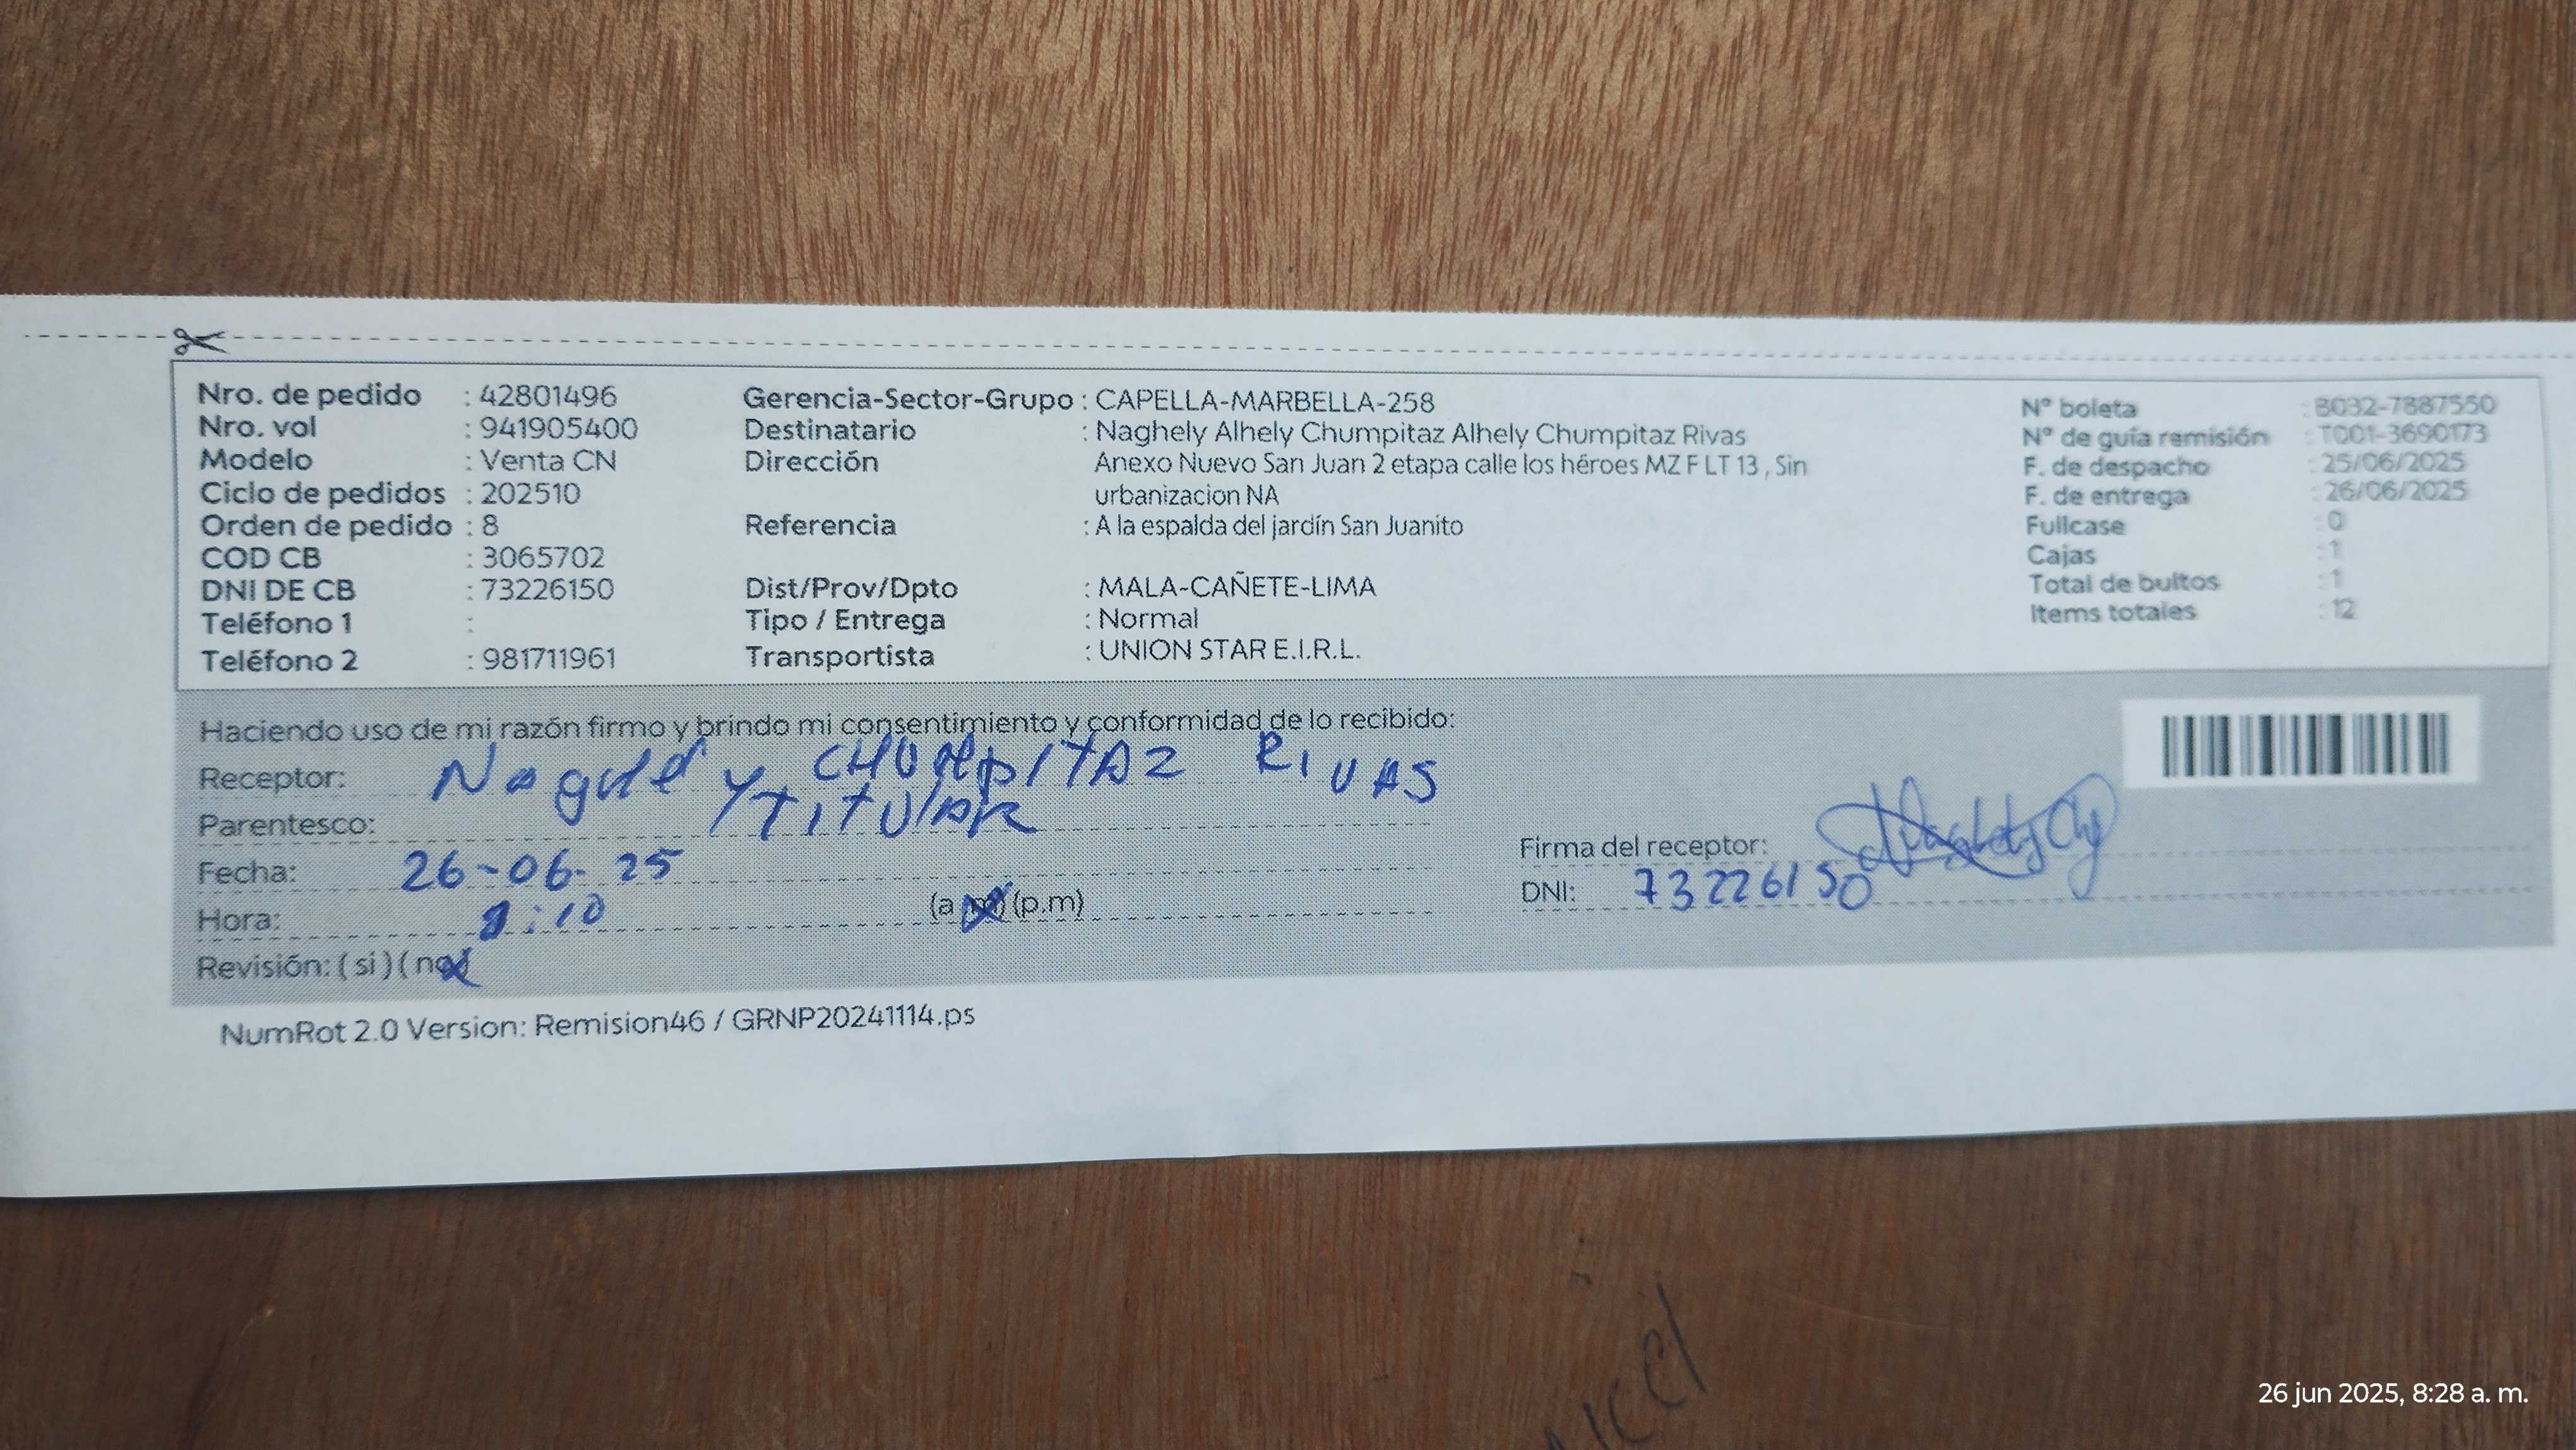 Nro. de pedido : 42801496 Gerencia-Sector-Grupo : CAPELLA-MARBELLA-258 N° boleta : B032-7887550
Nro. vol : 941905400 Destinatario : Naghely Alhely Chumpitaz Alhely Chumpitaz Rivas N° de guía remisión : T001-3690173
Modelo : Venta CN Dirección Anexo Nuevo San Juan 2 etapa calle los héroes MZ F LT 13 , Sin F. de despacho : 25/06/2025
Ciclo de pedidos : 202510 urbanizacion NA F. de entrega : 26/06/2025
Orden de pedido : 8 Referencia : A la espalda del jardín San Juanito Fullcase : 0
COD CB : 3065702 Cajas : 1
DNI DE CB : 73226150 Dist/Prov/Dpto : MALA-CAÑETE-LIMA Total de bultos : 1
Teléfono 1 : Tipo / Entrega : Normal Items totales : 12
Teléfono 2 : 981711961 Transportista : UNION STAR E.I.R.L.
Haciendo uso de mi razón firmo y brindo mi consentimiento y conformidad de lo recibido:
Receptor: CHUMPITAZ RIVAS
Parentesco: TITULAR
Firma del receptor:
Fecha: 26-06-25
DNI: 73226150
Hora: :10 (a.m) (p.m)
Revisión: ( si ) ( no )
NumRot 2.0 Version: Remision46 / GRNP20241114.ps
26 jun 2025, 8:28 a. m.